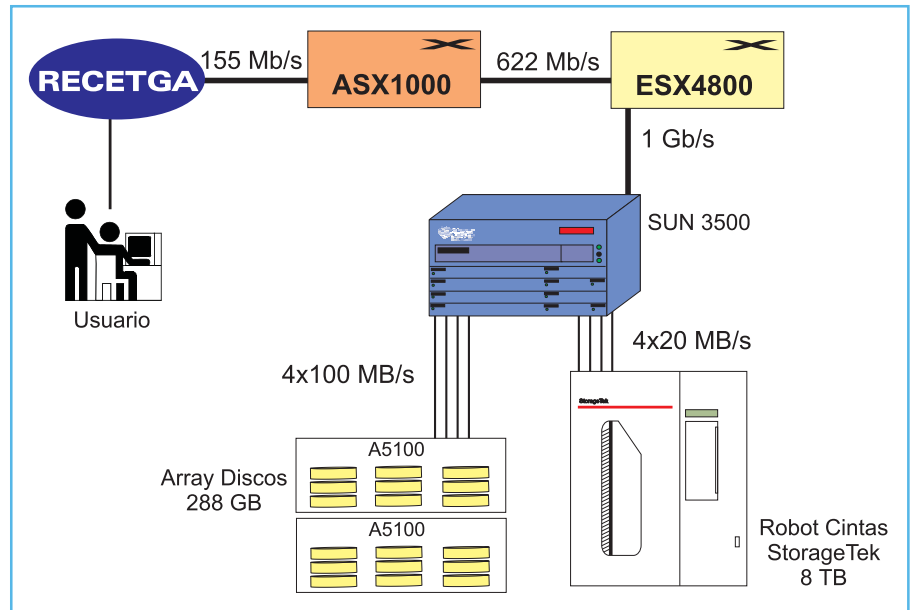 RECETGA
155 Mb/s
ASX1000
622 Mb/s
ESX4800
1 Gb/s
SUN 3500
Usuario
4x100 MB/s
4x20 MB/s
StorageTek
A5100
Array Discos
288 GB
A5100
Robot Cintas
StorageTek
8 TB